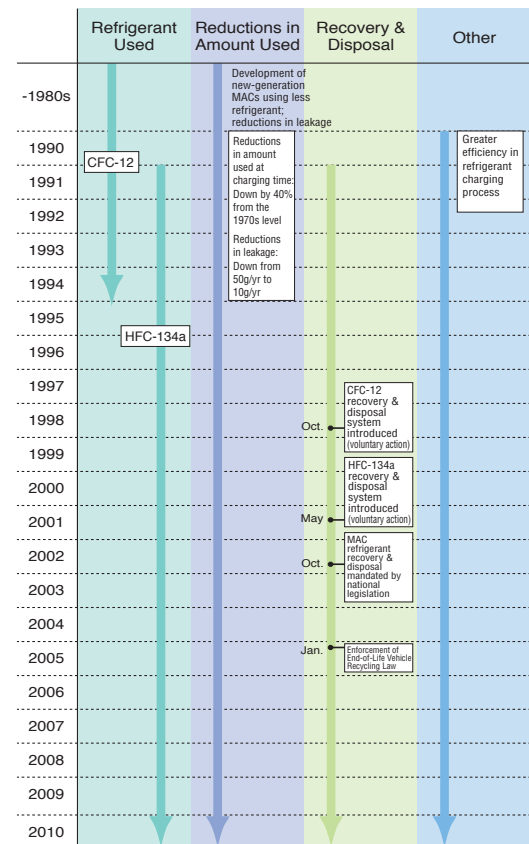 Refrigerant
Used
Reductions in
Amount Used
Recovery &
Disposal
Other
-1980s
Development of
new-generation
MACs using less
refrigerant;
reductions in leakage
1990
Reductions
in amount
used at
charging time:
Down by 40%
from the
1970s level
Reductions
in leakage:
Down from
50g/yr to
10g/yr
Greater
efficiency in
refrigerant
charging
process
CFC-12
1991
1992
1993
1994
1995
HFC-134a
1996
1997
CFC-12
recovery &
disposal
system
introduced
(voluntary action)
1998
Oct.
1999
HFC-134a
recovery &
disposal
system
introduced
(voluntary action)
2000
2001
May
MAC
refrigerant
recovery &
disposal
mandated by
national
legislation
2002
Oct.
2003
2004
Jan.
Enforcement of
End-of-Life Vehicle
Recycling Law
2005
2006
2007
2008
2009
2010